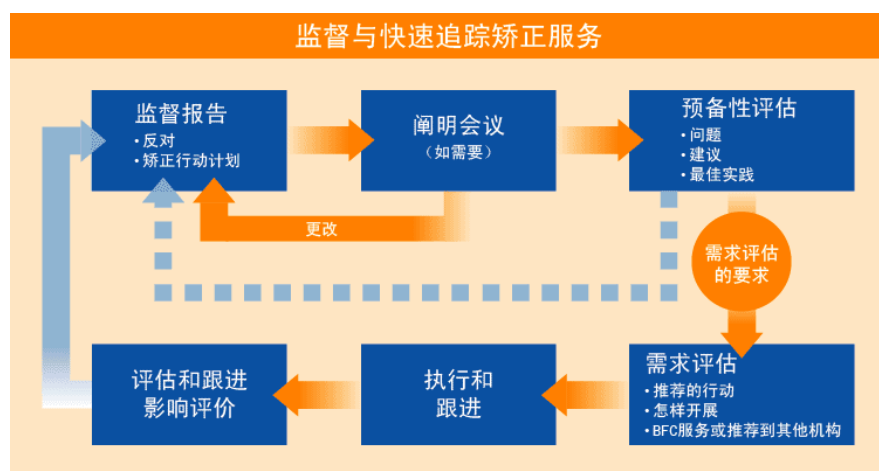 监督与快速追踪矫正服务
监督报告
·反对
·矫正行动计划
阐明会议
（如需要）
预备性评估
·问题
·建议
·最佳实践
更改
需求评估
的要求
评估和跟进
影响评价
执行和
跟进
需求评估
·推荐的行动
·怎样开展
·BFC服务或推荐到其他机构